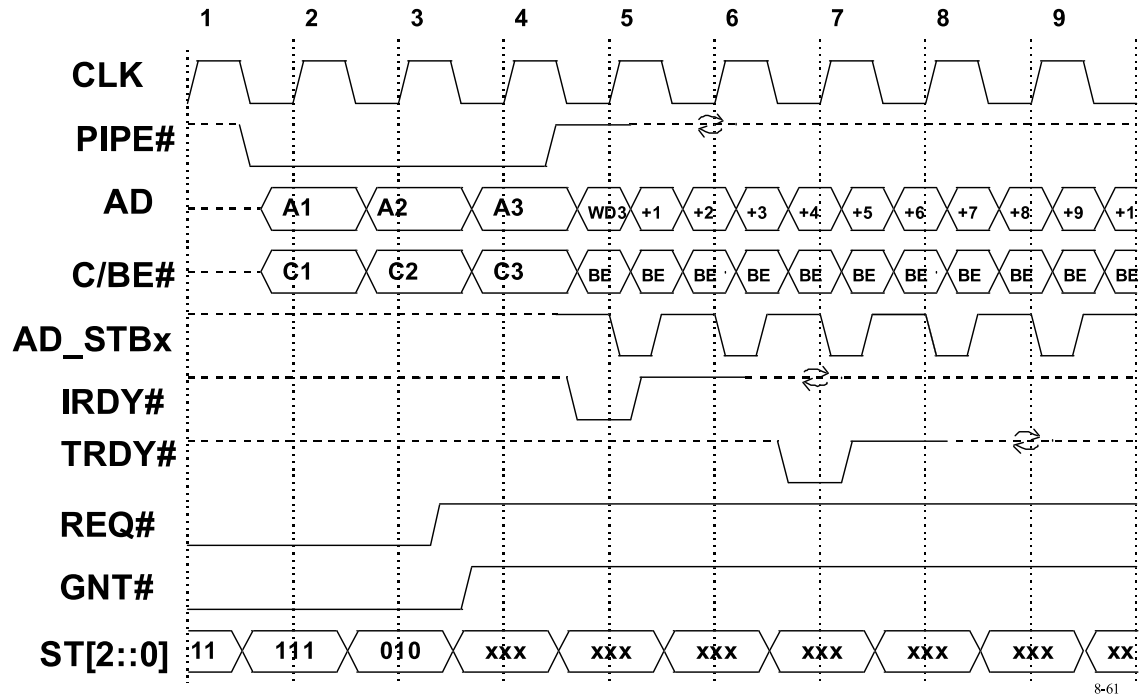 1 2 3 4 5 6 7 8 9
CLK
PIPE#
AD A1 A2 A3 WD3 +1 +2 +3 +4 +5 +6 +7 +8 +9 +1
C/BE# C1 C2 C3 BE BE BE BE BE BE BE BE BE BE BE
AD_STBx
IRDY#
TRDY#
REQ#
GNT#
ST[2::0] 11 111 010 xxx xxx xxx xxx xxx xxx xx
8-61